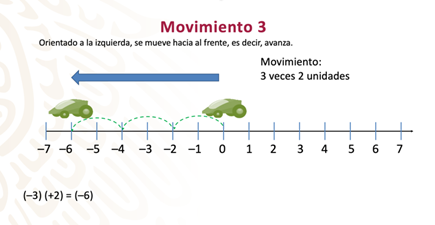 Movimiento 3
Orientado a la izquierda, se mueve hacia al frente, es decir, avanza.
Movimiento:
3 veces 2 unidades
–7 –6 –5 –4 –3 –2 –1 0 1 2 3 4 5 6 7
(–3) (+2) = (–6)